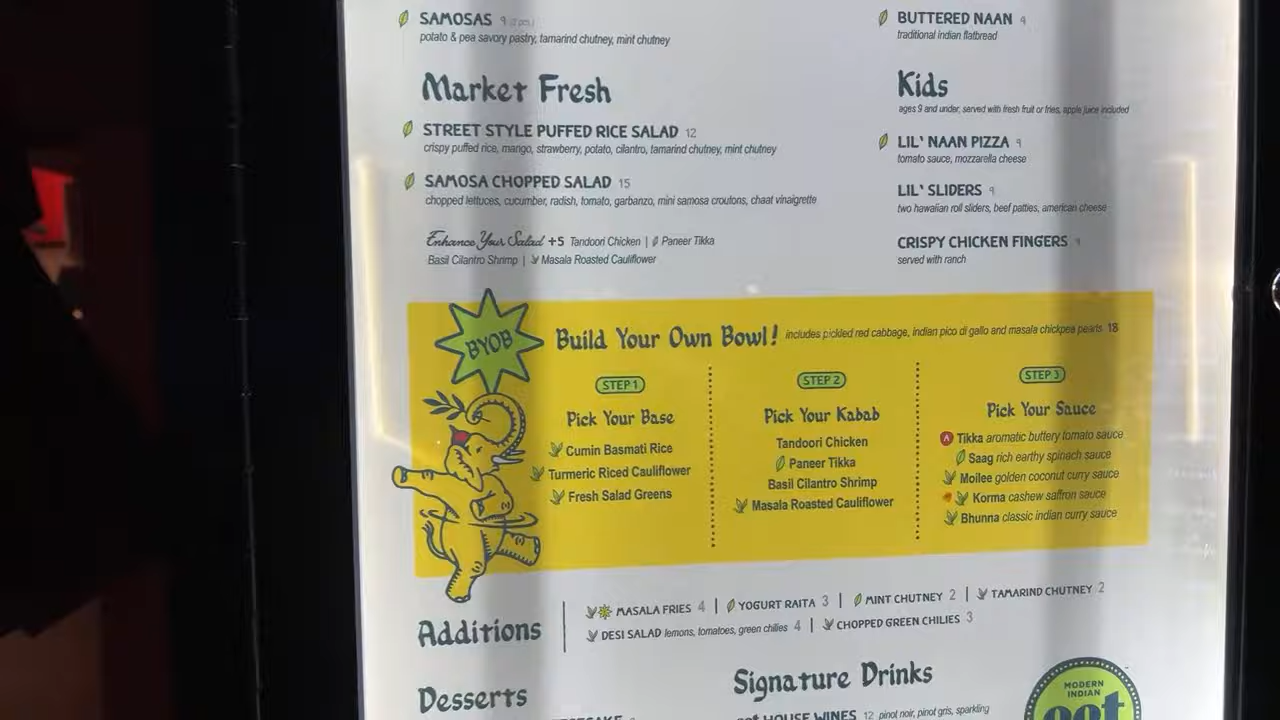 SAMOSAS 9 (2 pcs.)
potato & pea savory pastry, tamarind chutney, mint chutney
Market Fresh
STREET STYLE PUFFED RICE SALAD 12
crispy puffed rice, mango, strawberry, potato, cilantro, tamarind chutney, mint chutney
SAMOSA CHOPPED SALAD 15
chopped lettuces, cucumber, radish, tomato, garbanzo, mini samosa croutons, chaat vinaigrette
Enhance Your Salad +5 Tandoori Chicken | Paneer Tikka
Basil Cilantro Shrimp | Masala Roasted Cauliflower
BUTTERED NAAN 9
traditional indian flatbread
Kids
ages 9 and under, served with fresh fruit or fries, apple juice included
LIL' NAAN PIZZA 9
tomato sauce, mozzarella cheese
LIL' SLIDERS 9
two hawaiian roll sliders, beef patties, american cheese
CRISPY CHICKEN FINGERS 9
served with ranch
BYOB
Build Your Own Bowl! includes pickled red cabbage, indian pico di gallo and masala chickpea pearls 18
STEP 1
Pick Your Base
Cumin Basmati Rice
Turmeric Riced Cauliflower
Fresh Salad Greens
STEP 2
Pick Your Kabab
Tandoori Chicken
Paneer Tikka
Basil Cilantro Shrimp
Masala Roasted Cauliflower
STEP 3
Pick Your Sauce
Tikka aromatic buttery tomato sauce
Saag rich earthy spinach sauce
Moilee golden coconut curry sauce
Korma cashew saffron sauce
Bhunna classic indian curry sauce
Additions
MASALA FRIES 4 | YOGURT RAITA 3 | MINT CHUTNEY 2 | TAMARIND CHUTNEY 2
DESI SALAD lemons, tomatoes, green chilies 4 | CHOPPED GREEN CHILIES 3
Desserts
Signature Drinks
HOUSE WINES 12 pinot noir, pinot gris, sparkling
MODERN
INDIAN